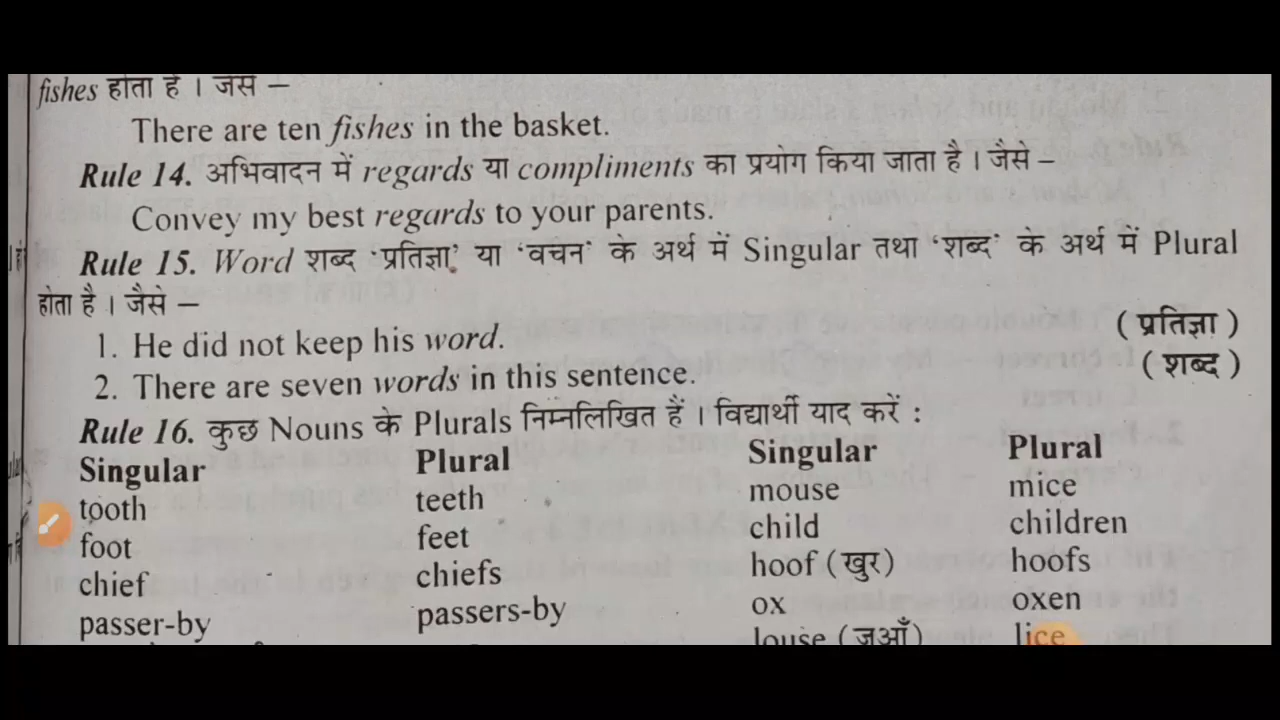 fishes होता है । जैसे –
There are ten fishes in the basket.
Rule 14. अभिवादन में regards या compliments का प्रयोग किया जाता है । जैसे –
Convey my best regards to your parents.
Rule 15. Word शब्द 'प्रतिज्ञा' या 'वचन' के अर्थ में Singular तथा 'शब्द' के अर्थ में Plural
होता है । जैसे –
1. He did not keep his word. ( प्रतिज्ञा )
2. There are seven words in this sentence. ( शब्द )
Rule 16. कुछ Nouns के Plurals निम्नलिखित हैं । विद्यार्थी याद करें :
Singular Plural Singular Plural
tooth teeth mouse mice
foot feet child children
chief chiefs hoof ( खुर ) hoofs
passer-by passers-by ox oxen
louse ( जुआँ ) lice